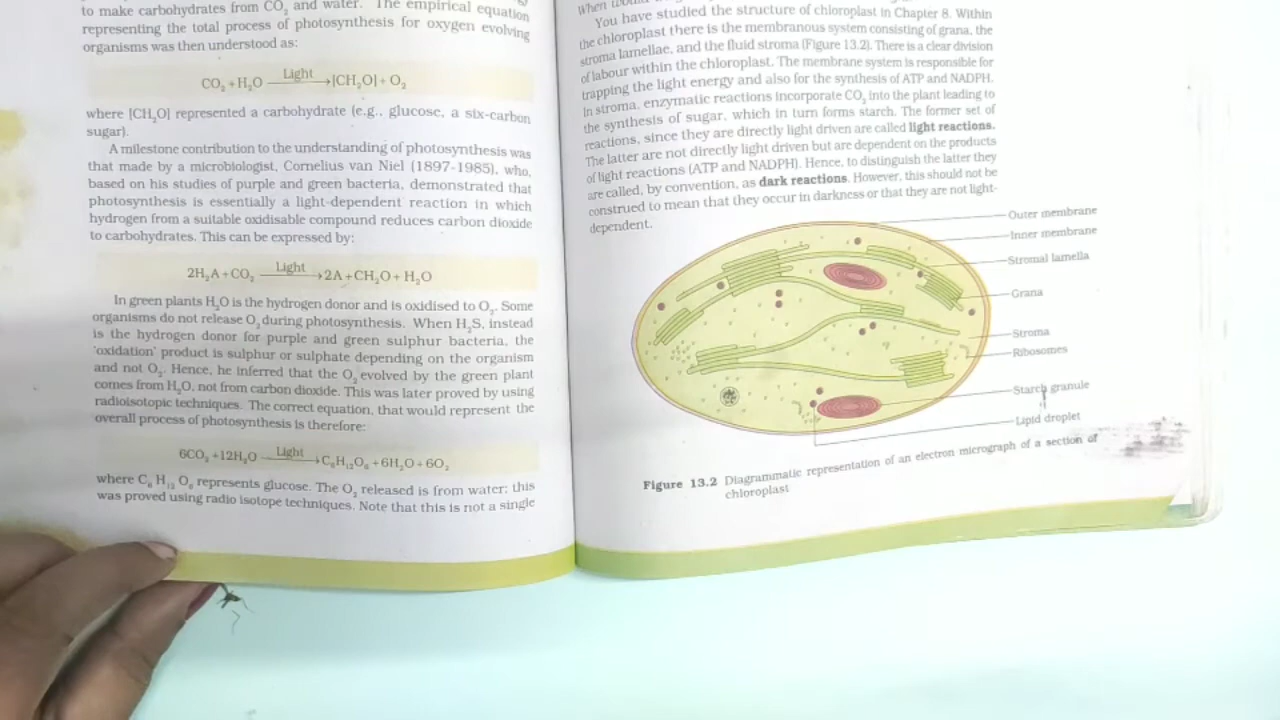 to make carbohydrates from CO₂ and water. The empirical equation
representing the total process of photosynthesis for oxygen evolving
organisms was then understood as:
CO₂ + H₂O Light→ [CH₂O] + O₂
where [CH₂O] represented a carbohydrate (e.g., glucose, a six-carbon
sugar).
A milestone contribution to the understanding of photosynthesis was
that made by a microbiologist, Cornelius van Niel (1897-1985), who,
based on his studies of purple and green bacteria, demonstrated that
photosynthesis is essentially a light-dependent reaction in which
hydrogen from a suitable oxidisable compound reduces carbon dioxide
to carbohydrates. This can be expressed by:
2H₂A + CO₂ Light→ 2A + CH₂O + H₂O
In green plants H₂O is the hydrogen donor and is oxidised to O₂. Some
organisms do not release O₂ during photosynthesis. When H₂S, instead
is the hydrogen donor for purple and green sulphur bacteria, the
'oxidation' product is sulphur or sulphate depending on the organism
and not O₂. Hence, he inferred that the O₂ evolved by the green plant
comes from H₂O, not from carbon dioxide. This was later proved by using
radioisotopic techniques. The correct equation, that would represent the
overall process of photosynthesis is therefore:
6CO₂ + 12H₂O Light→ C₆H₁₂O₆ + 6H₂O + 6O₂
where C₆ H₁₂ O₆ represents glucose. The O₂ released is from water; this
was proved using radio isotope techniques. Note that this is not a single
When would
You have studied the structure of chloroplast in Chapter 8. Within
the chloroplast there is the membranous system consisting of grana, the
stroma lamellae, and the fluid stroma (Figure 13.2). There is a clear division
of labour within the chloroplast. The membrane system is responsible for
trapping the light energy and also for the synthesis of ATP and NADPH.
In stroma, enzymatic reactions incorporate CO₂ into the plant leading to
the synthesis of sugar, which in turn forms starch. The former set of
reactions, since they are directly light driven are called light reactions.
The latter are not directly light driven but are dependent on the products
of light reactions (ATP and NADPH). Hence, to distinguish the latter they
are called, by convention, as dark reactions. However, this should not be
construed to mean that they occur in darkness or that they are not light-
dependent.
Outer membrane
Inner membrane
Stromal lamella
Grana
Stroma
Ribosomes
Starch granule
Lipid droplet
Figure 13.2 Diagrammatic representation of an electron micrograph of a section of
chloroplast